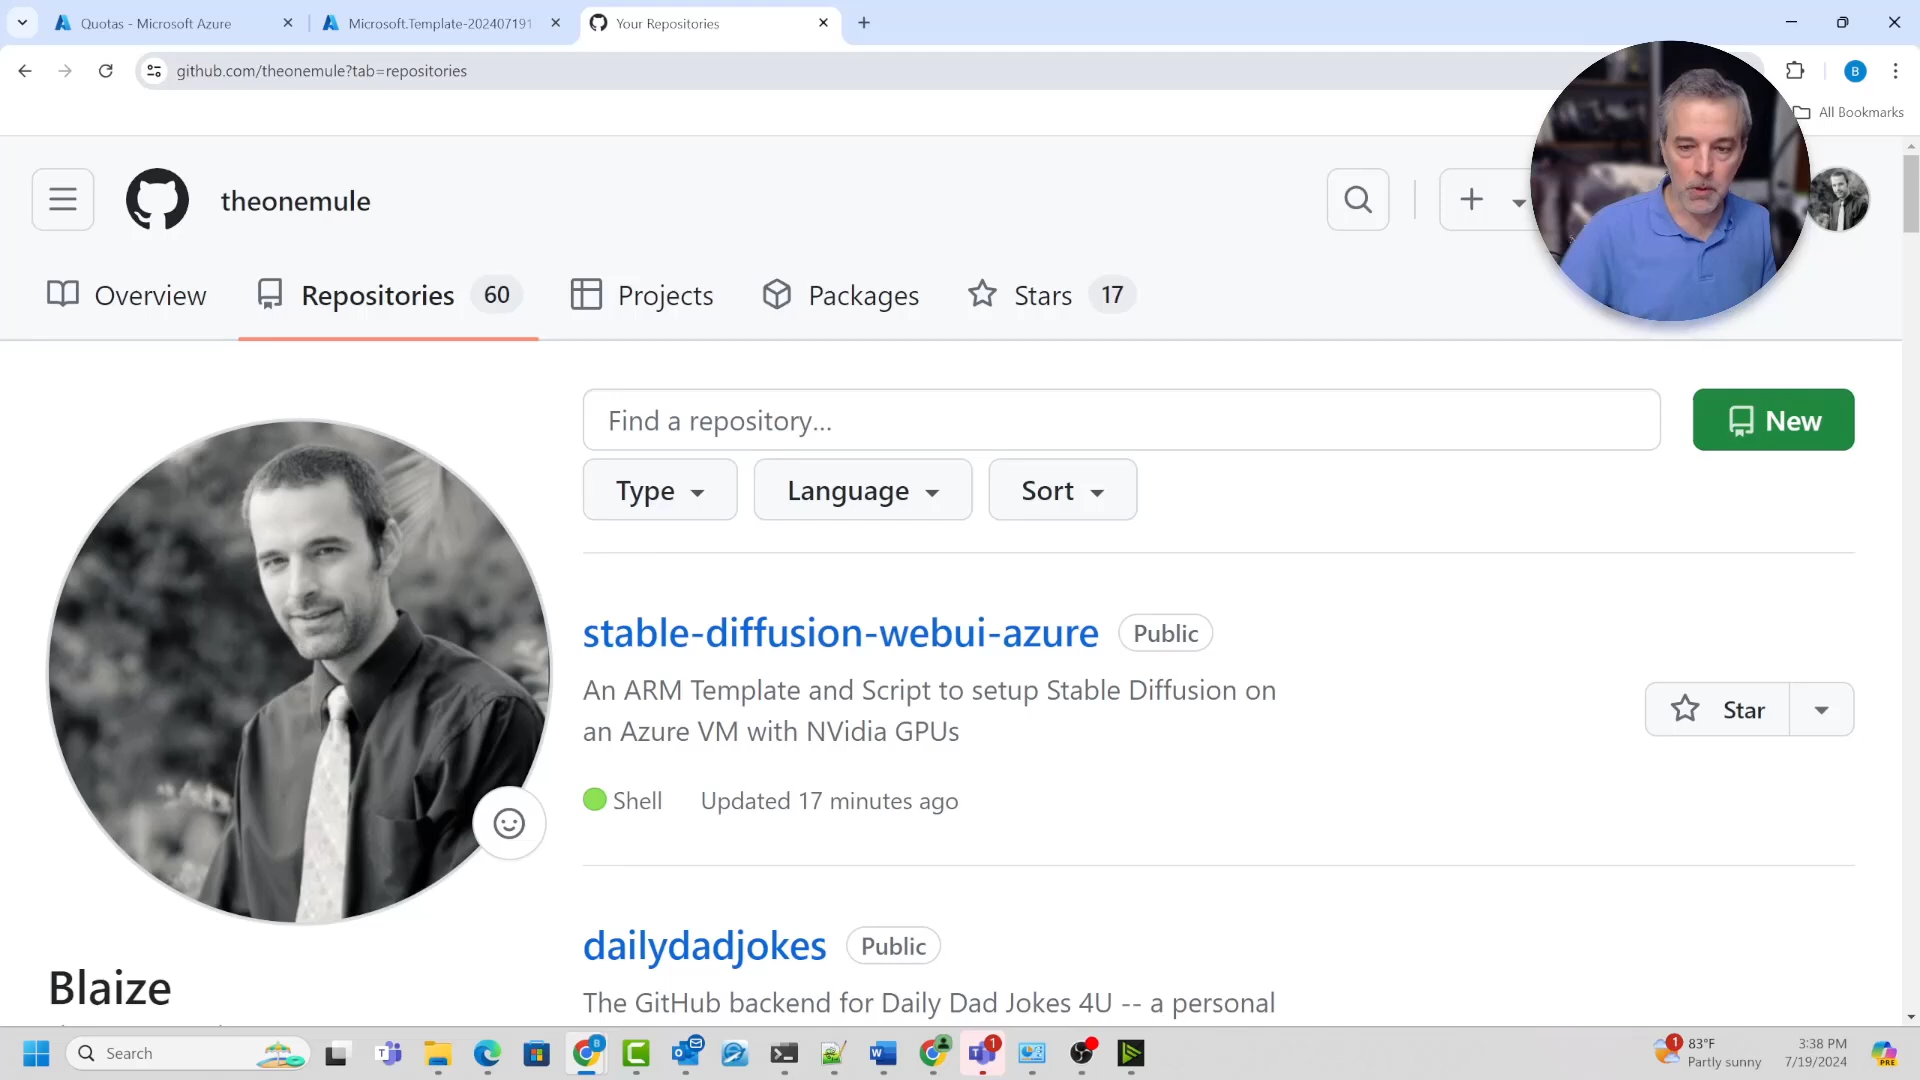 Quotas - Microsoft Azure
Microsoft.Template-202407191
Your Repositories
github.com/theonemule?tab=repositories
B
All Bookmarks
theonemule
Overview
Repositories 60
Projects
Packages
Stars 17
Find a repository...
New
Type
Language
Sort
stable-diffusion-webui-azure Public
An ARM Template and Script to setup Stable Diffusion on
an Azure VM with NVidia GPUs
Star
Shell Updated 17 minutes ago
dailydadjokes Public
Blaize
The GitHub backend for Daily Dad Jokes 4U -- a personal
Search
1
1
83°F
Partly sunny
3:38 PM
7/19/2024
PRE